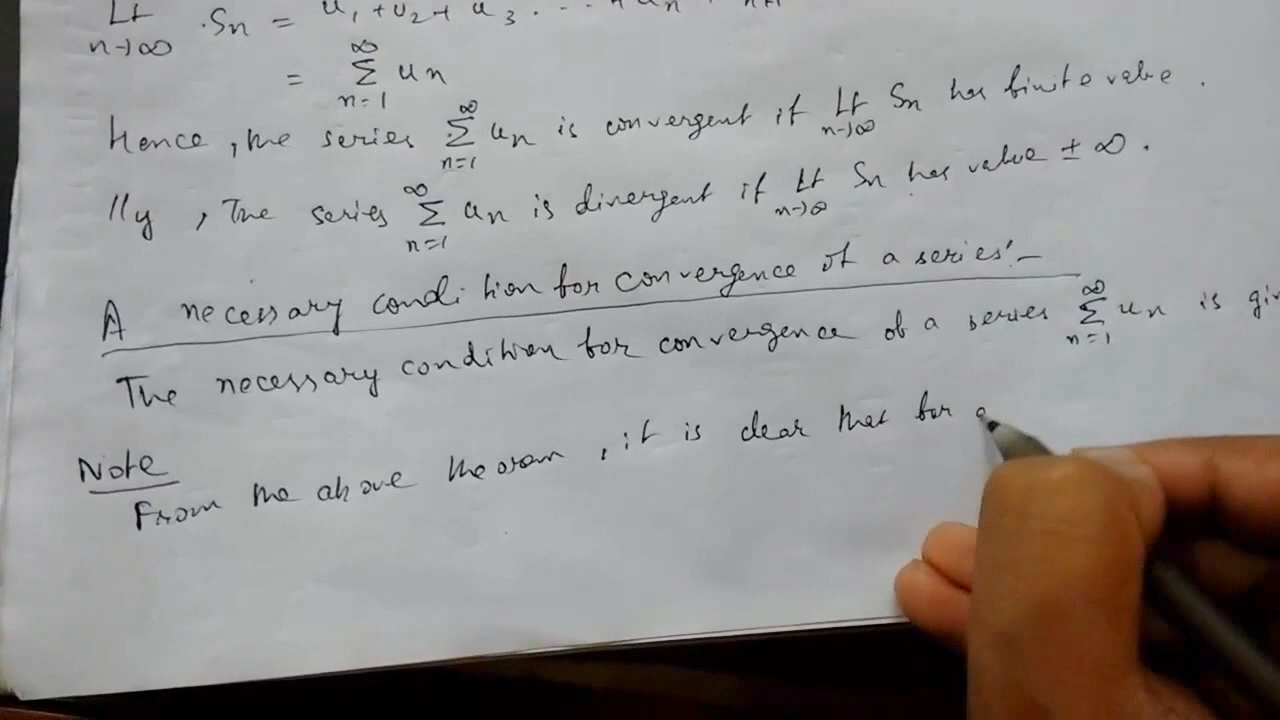 Lt n→∞ . Sn = u1 + u2 + u3 . . .
= ∞ Σ n=1 un
Hence , the series ∞ Σ n=1 un is convergent if Lt n→∞ Sn has finite value .
lly , The series ∞ Σ n=1 un is divergent if Lt n→∞ Sn has value ± ∞ .
A necessary condition for convergence of a series :-
The necessary condition for convergence of a series ∞ Σ n=1 un is
Note
From the above theorem , it is clear that for